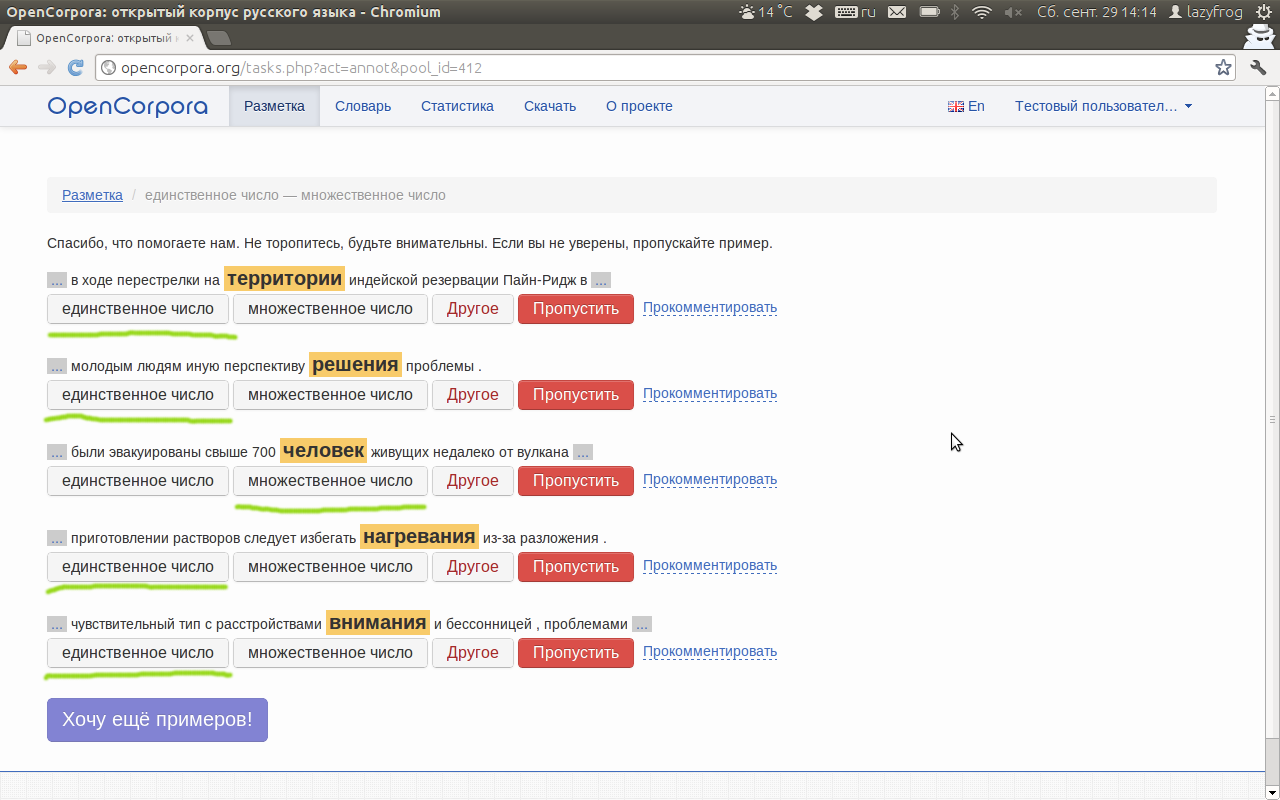 OpenCorpora: открытый корпус русского языка - Chromium 14 °C ru Сб. сент. 29 14:14 lazyfrog
OpenCorpora: открытый к
opencorpora.org/tasks.php?act=annot&pool_id=412
OpenCorpora Разметка Словарь Статистика Скачать О проекте En Тестовый пользовател...
Разметка / единственное число — множественное число
Спасибо, что помогаете нам. Не торопитесь, будьте внимательны. Если вы не уверены, пропускайте пример.
... в ходе перестрелки на территории индейской резервации Пайн-Ридж в ...
единственное число множественное число Другое Пропустить Прокомментировать
... молодым людям иную перспективу решения проблемы .
единственное число множественное число Другое Пропустить Прокомментировать
... были эвакуированы свыше 700 человек живущих недалеко от вулкана ...
единственное число множественное число Другое Пропустить Прокомментировать
... приготовлении растворов следует избегать нагревания из-за разложения .
единственное число множественное число Другое Пропустить Прокомментировать
... чувствительный тип с расстройствами внимания и бессонницей , проблемами ...
единственное число множественное число Другое Пропустить Прокомментировать
Хочу ещё примеров!